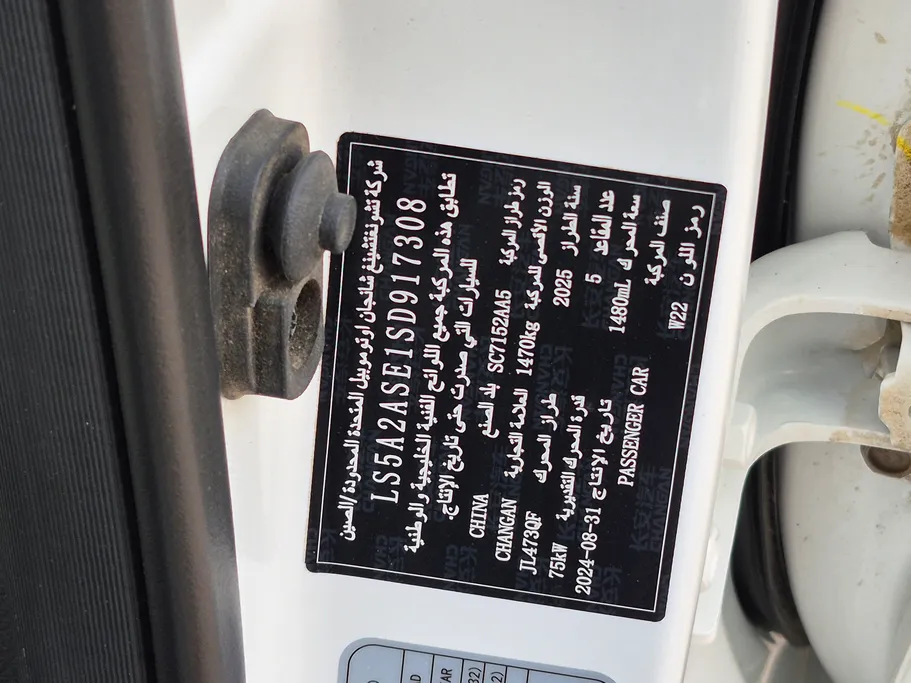 شركة تشونغتشينغ شانجان اوتوموبيل المتحدة المحدودة/الصين
LS5A2ASE1SD917308
تطابق هذه المركبة جميع اللوائح الفنية الخليجية والوطنية
للسيارات التي صدرت حتى تاريخ الإنتاج.
رمز طراز المركبة SC7152AA5 بلد الصنع CHINA
الوزن الأقصى للمركبة 1470kg العلامة التجارية CHANGAN
سنة الطراز 2025 طراز المحرك JL473QF
عدد المقاعد 5 قدرة المحرك التقديرية 75kW
سعة المحرك 1480mL تاريخ الإنتاج 2024-08-31
صنف المركبة PASSENGER CAR
رمز اللون W22